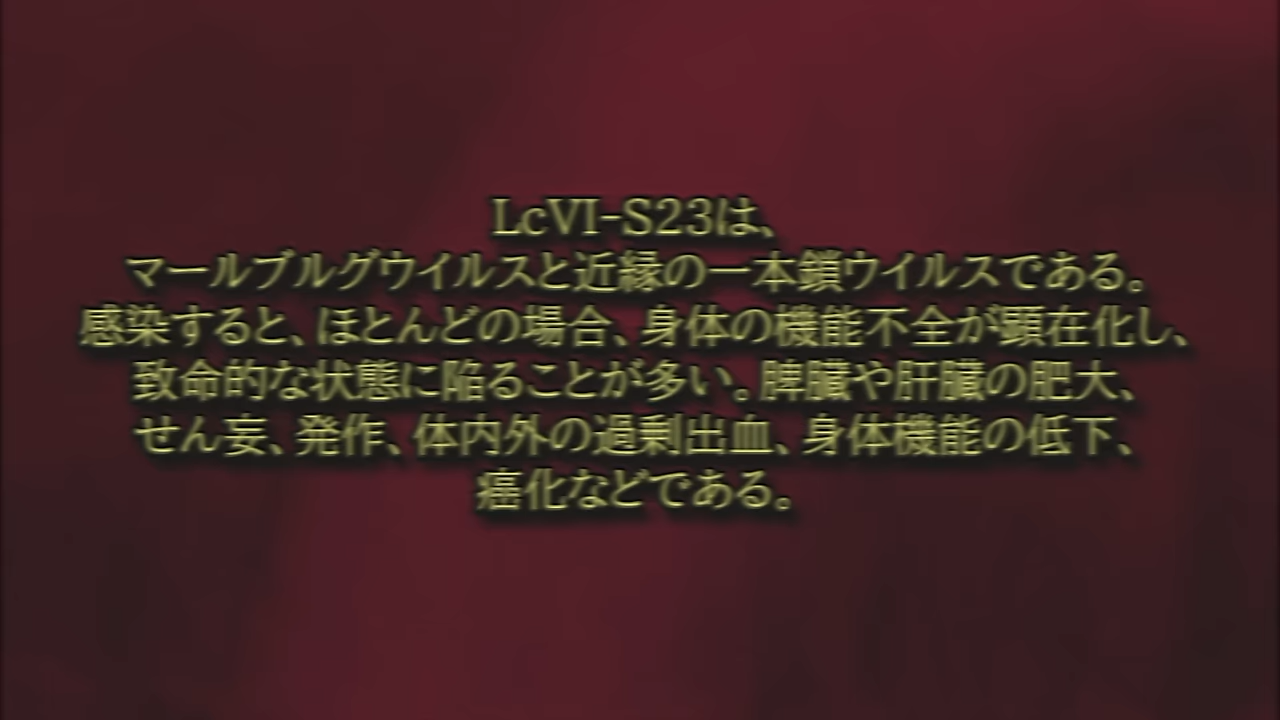 LcVI-S23は、
マールブルグウイルスと近縁の一本鎖ウイルスである。
感染すると、ほとんどの場合、身体の機能不全が顕在化し、
致命的な状態に陥ることが多い。脾臓や肝臓の肥大、
せん妄、発作、体内外の過剰出血、身体機能の低下、
癌化などである。